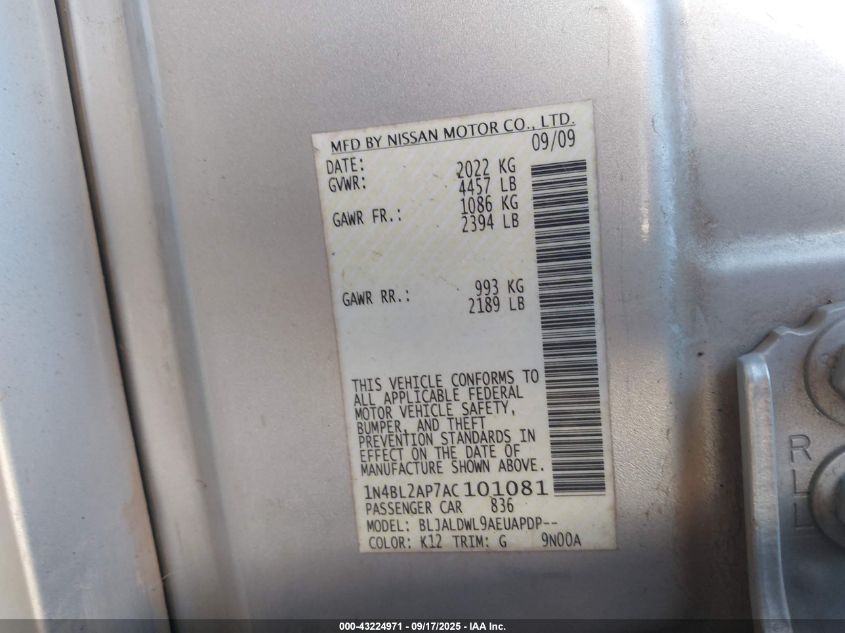 MFD BY NISSAN MOTOR CO., LTD.
DATE: 09/09
GVWR: 2022 KG
4457 LB
GAWR FR.: 1086 KG
2394 LB
GAWR RR.: 993 KG
2189 LB
THIS VEHICLE CONFORMS TO
ALL APPLICABLE FEDERAL
MOTOR VEHICLE SAFETY,
BUMPER, AND THEFT
PREVENTION STANDARDS IN
EFFECT ON THE DATE OF
MANUFACTURE SHOWN ABOVE.
1N4BL2AP7AC101081
PASSENGER CAR 836
MODEL: BLJALDWL9AEUAPDP--
COLOR: K12 TRIM: G 9N00A
000-43224971 - 09/17/2025 - IAA Inc.